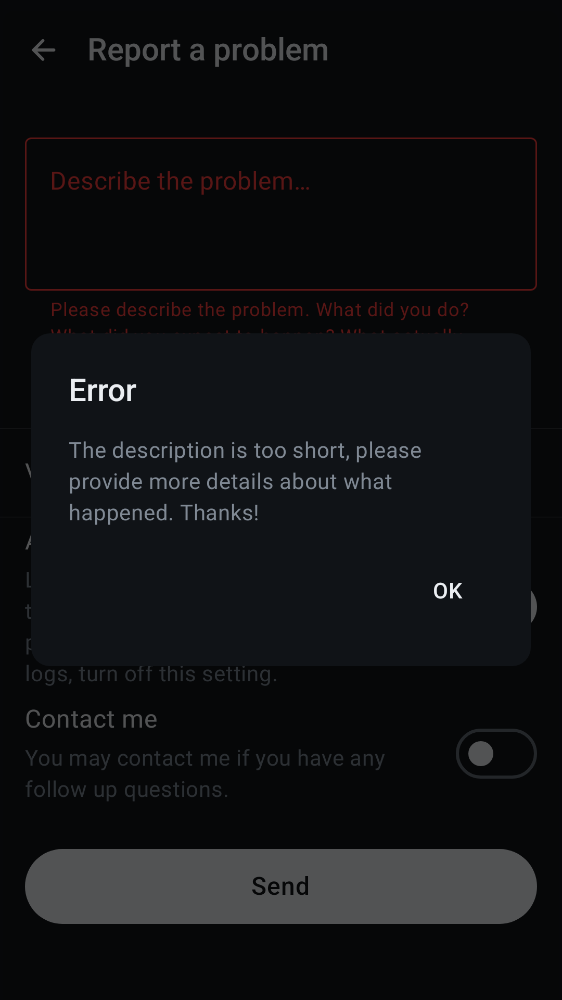 Report a problem
Describe the problem...
Please describe the problem. What did you do?
Error
The description is too short, please
provide more details about what
happened. Thanks!
OK
logs, turn off this setting.
Contact me
You may contact me if you have any
follow up questions.
Send